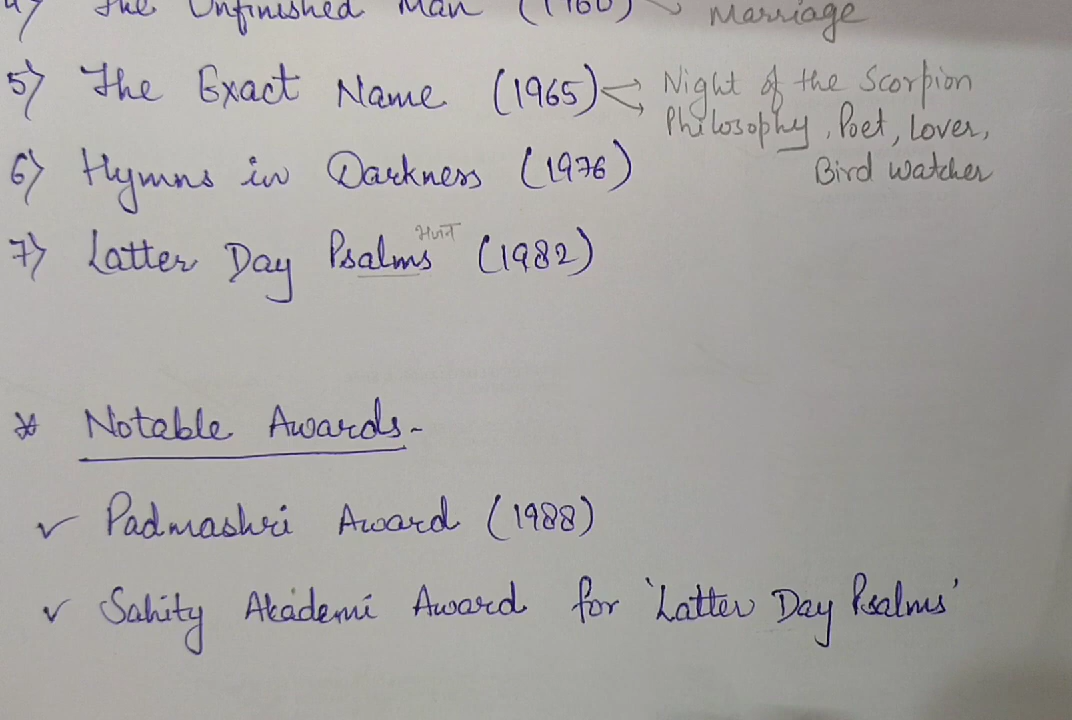 The Unfinished Man (1960) Marriage
5) The Exact Name (1965) Night of the Scorpion
Philosophy, Poet, Lover,
Bird Watcher
6) Hymns in Darkness (1976)
7) Latter Day Psalms (1982)
* Notable Awards-
✓ Padmashri Award (1988)
✓ Sahity Akademi Award for 'Latter Day Psalms'